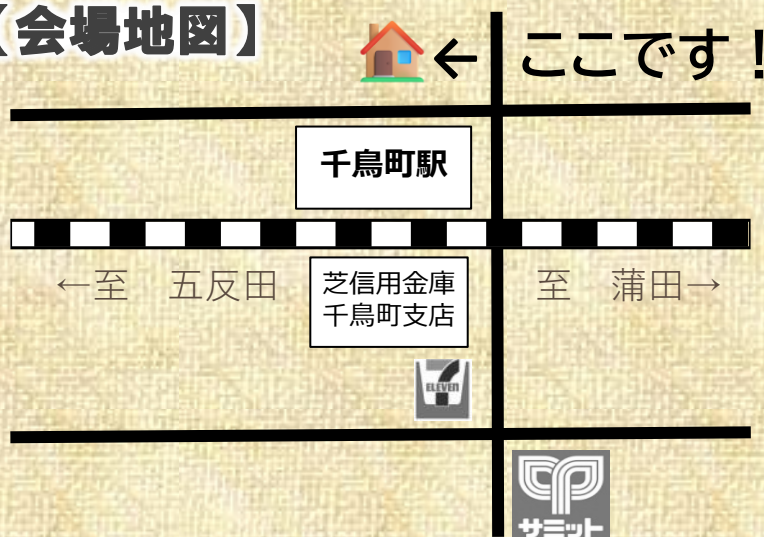 【会場地図】
← ここです！
千鳥町駅
←至 五反田
至 蒲田→
芝信用金庫
千鳥町支店
ELEVEN
サミット